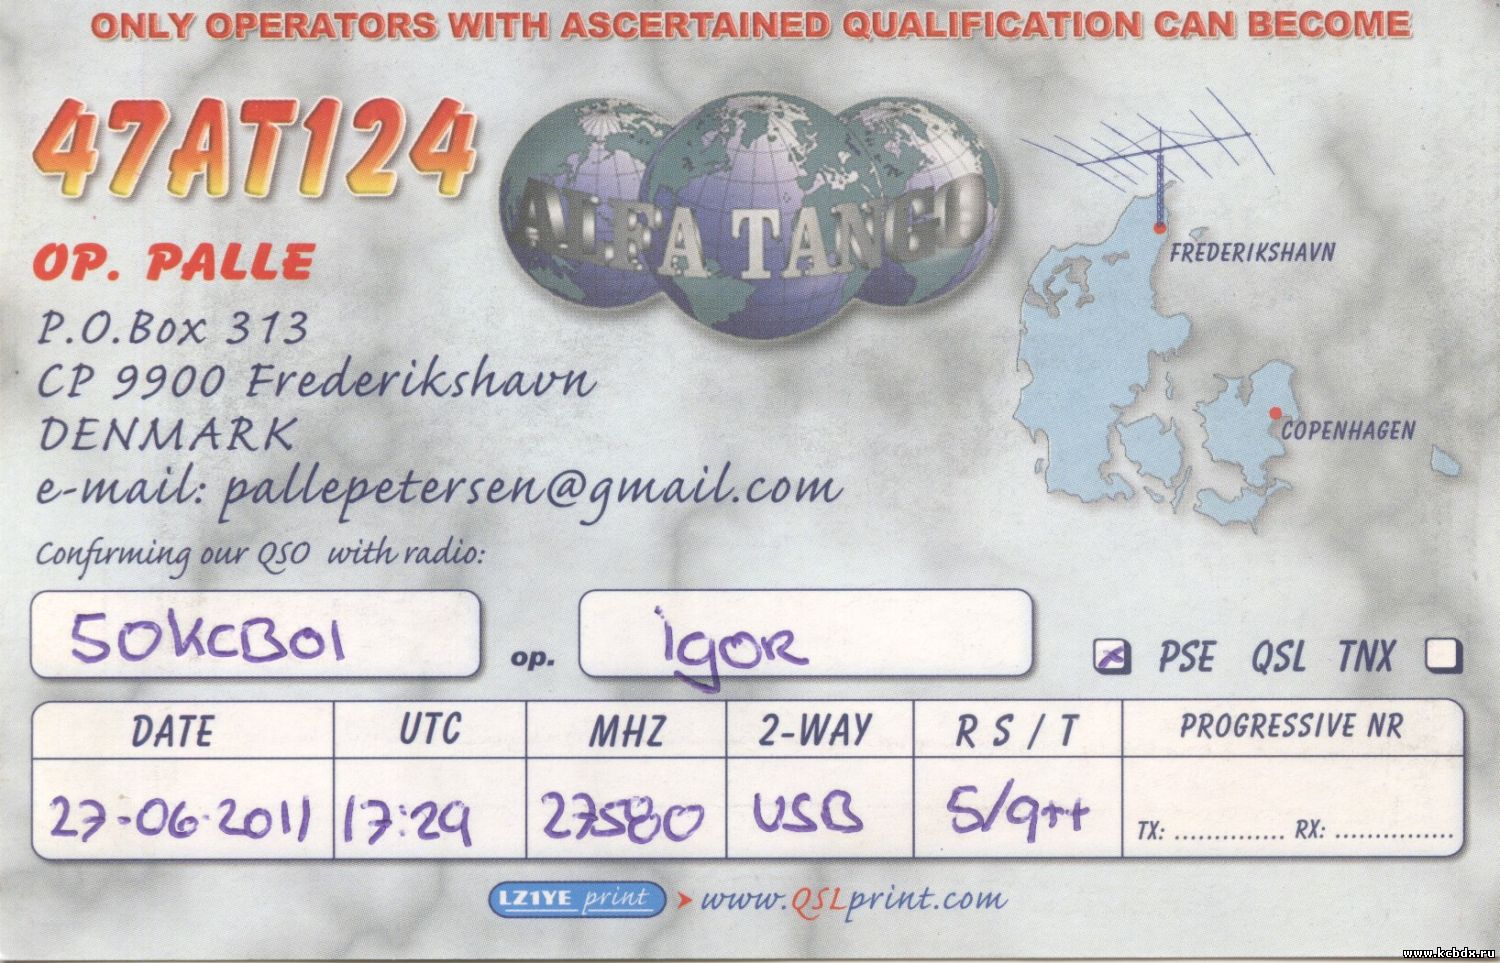 ONLY OPERATORS WITH ASCERTAINED QUALIFICATION CAN BECOME
47AT124
ALFA TANGO
OP. PALLE
P.O.Box 313
CP 9900 Frederikshavn
DENMARK
e-mail: pallepetersen@gmail.com
FREDERIKSHAVN
COPENHAGEN
Confirming our QSO with radio:
50KCB01 op. igor
x PSE QSL TNX
DATE UTC MHZ 2-WAY R S / T PROGRESSIVE NR
27-06-2011 17:29 27580 USB 5/9++ TX: .............. RX: ...............
LZ1YE print www.QSLprint.com
www.kcbdx.ru